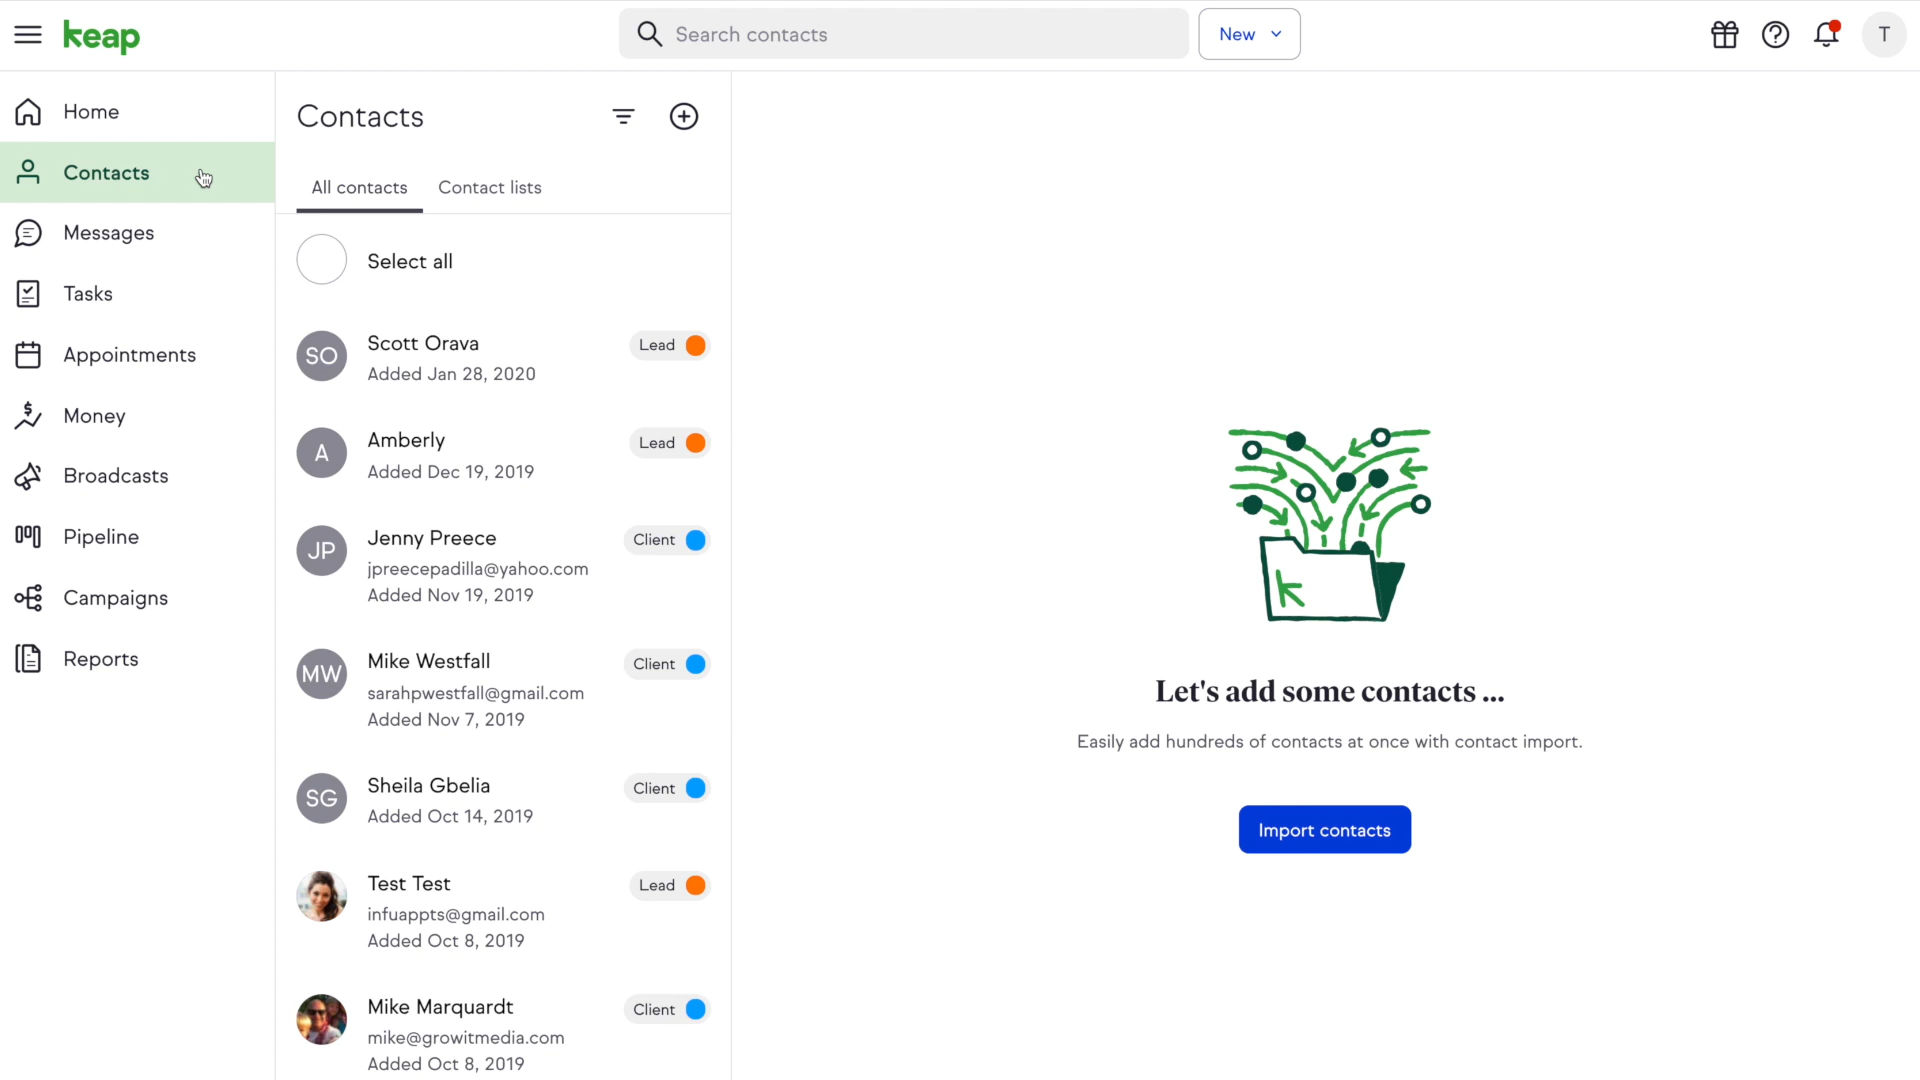 keap
Search contacts
New
T
Home
Contacts
Messages
Tasks
Appointments
Money
Broadcasts
Pipeline
Campaigns
Reports
Contacts
All contacts
Contact lists
Select all
SO
Scott Orava
Lead
Added Jan 28, 2020
A
Amberly
Lead
Added Dec 19, 2019
JP
Jenny Preece
Client
jpreecepadilla@yahoo.com
Added Nov 19, 2019
MW
Mike Westfall
Client
sarahpwestfall@gmail.com
Added Nov 7, 2019
SG
Sheila Gbelia
Client
Added Oct 14, 2019
Test Test
Lead
infuappts@gmail.com
Added Oct 8, 2019
Mike Marquardt
Client
mike@growitmedia.com
Added Oct 8, 2019
k
Let's add some contacts ...
Easily add hundreds of contacts at once with contact import.
Import contacts